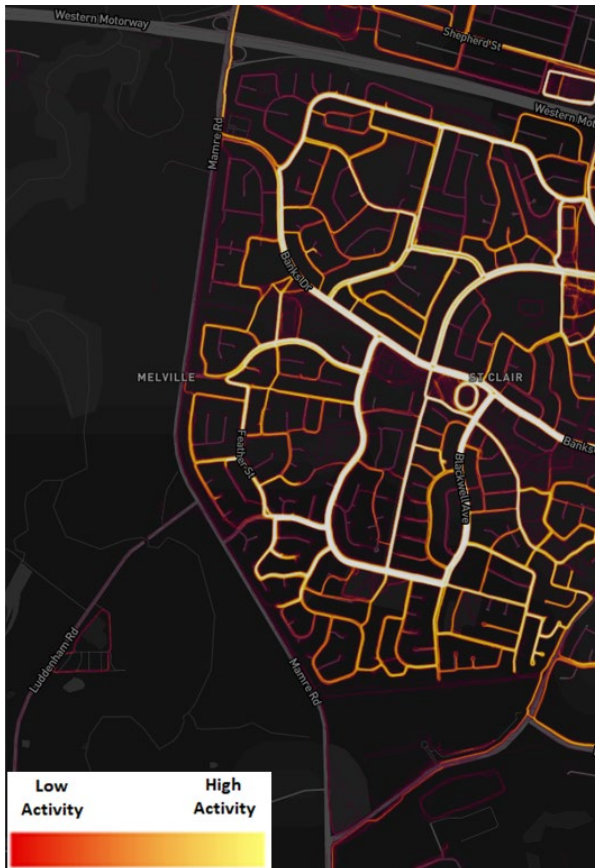 Western Motorway
Shepherd St
Western Mot
Mamre Rd
Banks Dr
MELVILLE
ST CLAIR
Banks
Feather St
Blackwell Ave
Luddenham Rd
Mamre Rd
Low
Activity
High
Activity